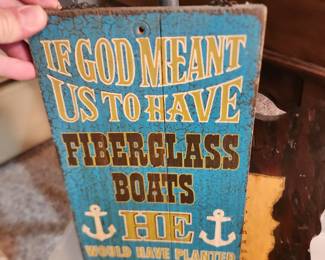 IF GOD MEANT
US TO HAVE
FIBERGLASS
BOATS
HE
WOULD HAVE PLANTED